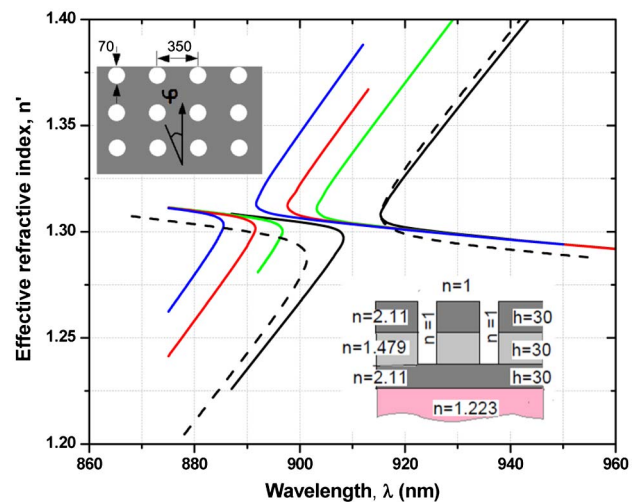 1.40
1.35
1.30
1.25
1.20
Effective refractive index, n'
70
350
φ
n=1
n=2.11
n=1
n=1
h=30
n=1.479
h=30
n=2.11
h=30
n=1.223
860
880
900
920
940
960
Wavelength, λ (nm)